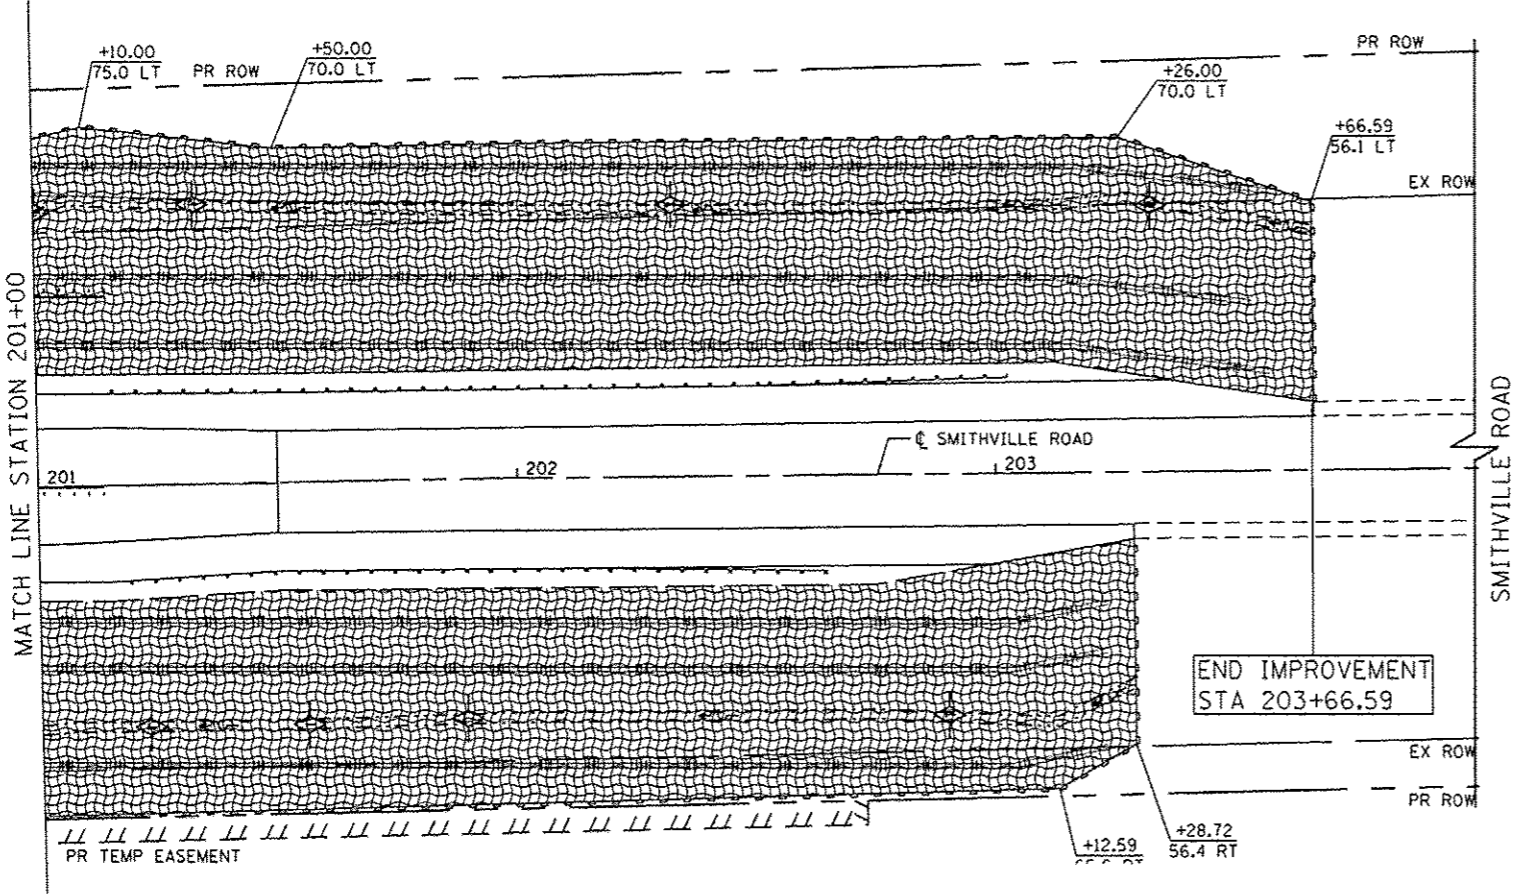 +10.00
75.0 LT
PR ROW
+50.00
70.0 LT
PR ROW
+26.00
70.0 LT
+66.59
56.1 LT
EX ROW
MATCH LINE STATION 201+00
℄ SMITHVILLE ROAD
201
202
203
SMITHVILLE ROAD
END IMPROVEMENT
STA 203+66.59
EX ROW
PR ROW
PR TEMP EASEMENT
+12.59
+28.72
56.4 RT